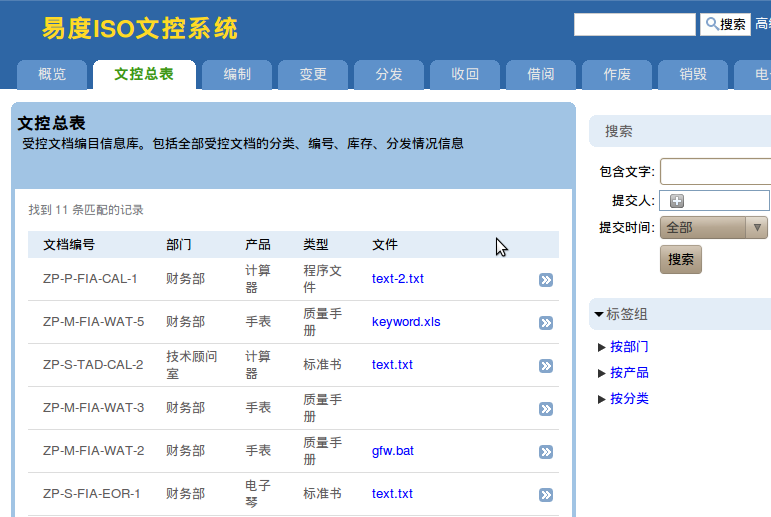 易度ISO文控系统
搜索 高
概览 文控总表 编制 变更 分发 收回 借阅 作废 销毁 电
文控总表
受控文档编目信息库。包括全部受控文档的分类、编号、库存、分发情况信息
找到 11 条匹配的记录
文档编号 部门 产品 类型 文件
ZP-P-FIA-CAL-1 财务部 计算器 程序文件 text-2.txt
ZP-M-FIA-WAT-5 财务部 手表 质量手册 keyword.xls
ZP-S-TAD-CAL-2 技术顾问室 计算器 标准书 text.txt
ZP-M-FIA-WAT-3 财务部 手表 质量手册
ZP-M-FIA-WAT-2 财务部 手表 质量手册 gfw.bat
ZP-S-FIA-EOR-1 财务部 电子琴 标准书 text.txt
搜索
包含文字:
提交人:
提交时间: 全部
搜索
标签组
按部门
按产品
按分类